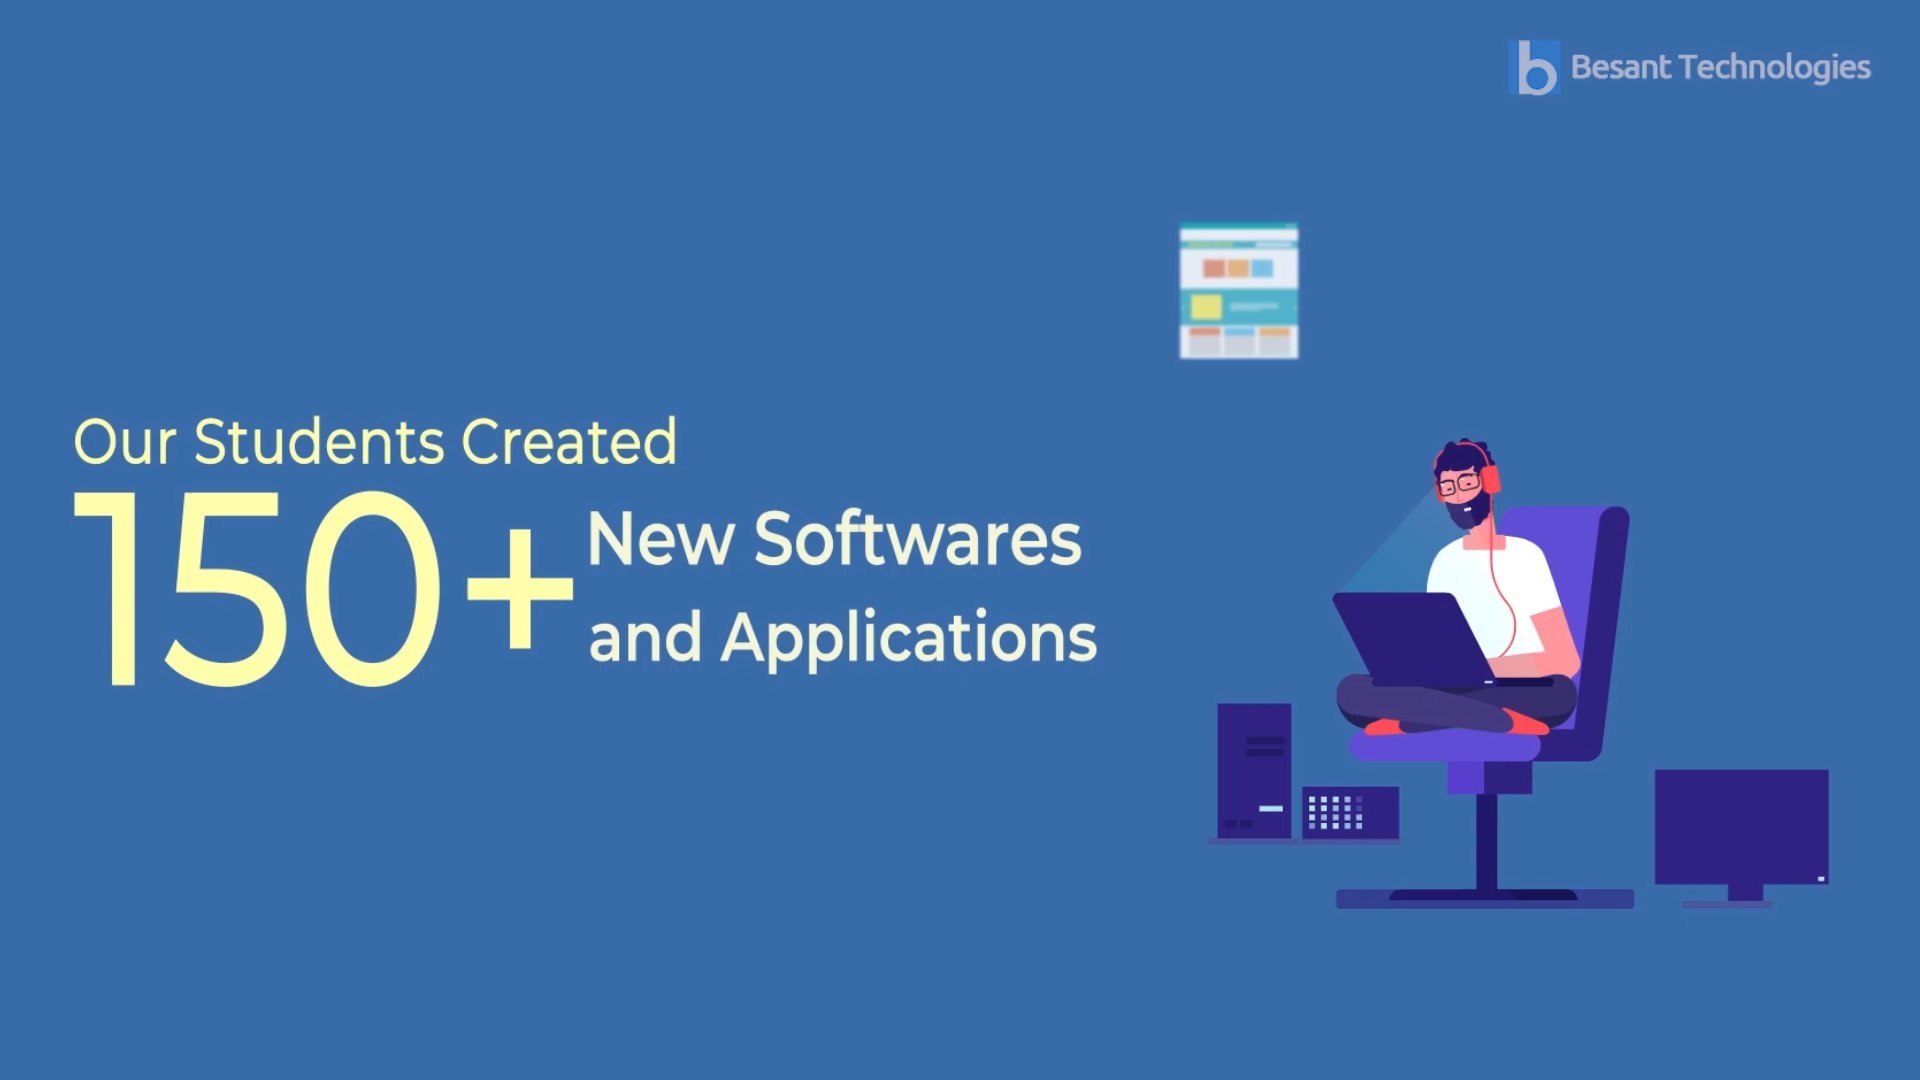 Besant Technologies
Our Students Created
150+ New Softwares
and Applications